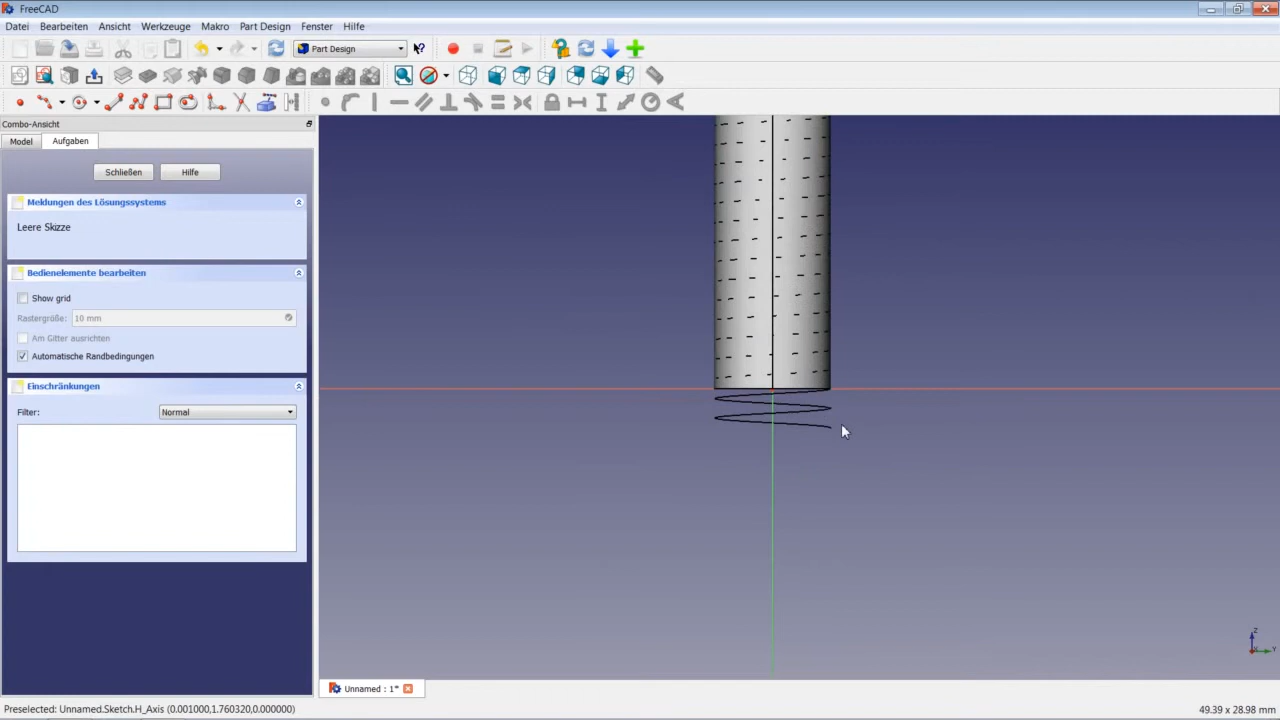 FreeCAD
Datei Bearbeiten Ansicht Werkzeuge Makro Part Design Fenster Hilfe
Part Design
Combo-Ansicht
Model Aufgaben
Schließen Hilfe
Meldungen des Lösungssystems
Leere Skizze
Bedienelemente bearbeiten
Show grid
Rastergröße: 10 mm
Am Gitter ausrichten
Automatische Randbedingungen
Einschränkungen
Filter: Normal
Z
Y
Unnamed : 1*
Preselected: Unnamed.Sketch.H_Axis (0.001000,1.760320,0.000000)
49.39 x 28.98 mm